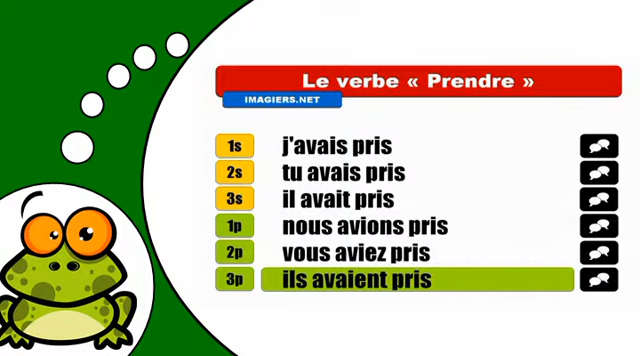 Le verbe « Prendre »
IMAGIERS.NET
1s j'avais pris
2s tu avais pris
3s il avait pris
1p nous avions pris
2p vous aviez pris
3p ils avaient pris